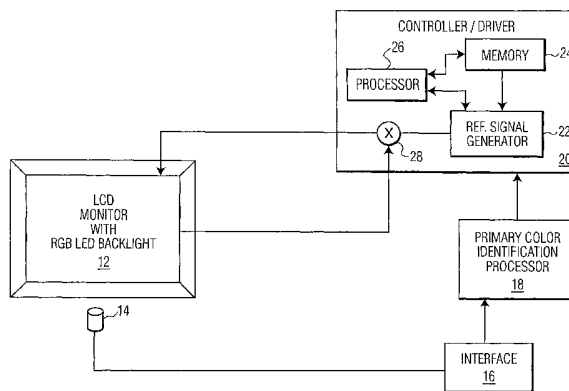 CONTROLLER / DRIVER
26
MEMORY
24
PROCESSOR
X
28
REF. SIGNAL
GENERATOR
22
20
LCD
MONITOR
WITH
RGB LED BACKLIGHT
12
PRIMARY COLOR
IDENTIFICATION
PROCESSOR
18
14
INTERFACE
16